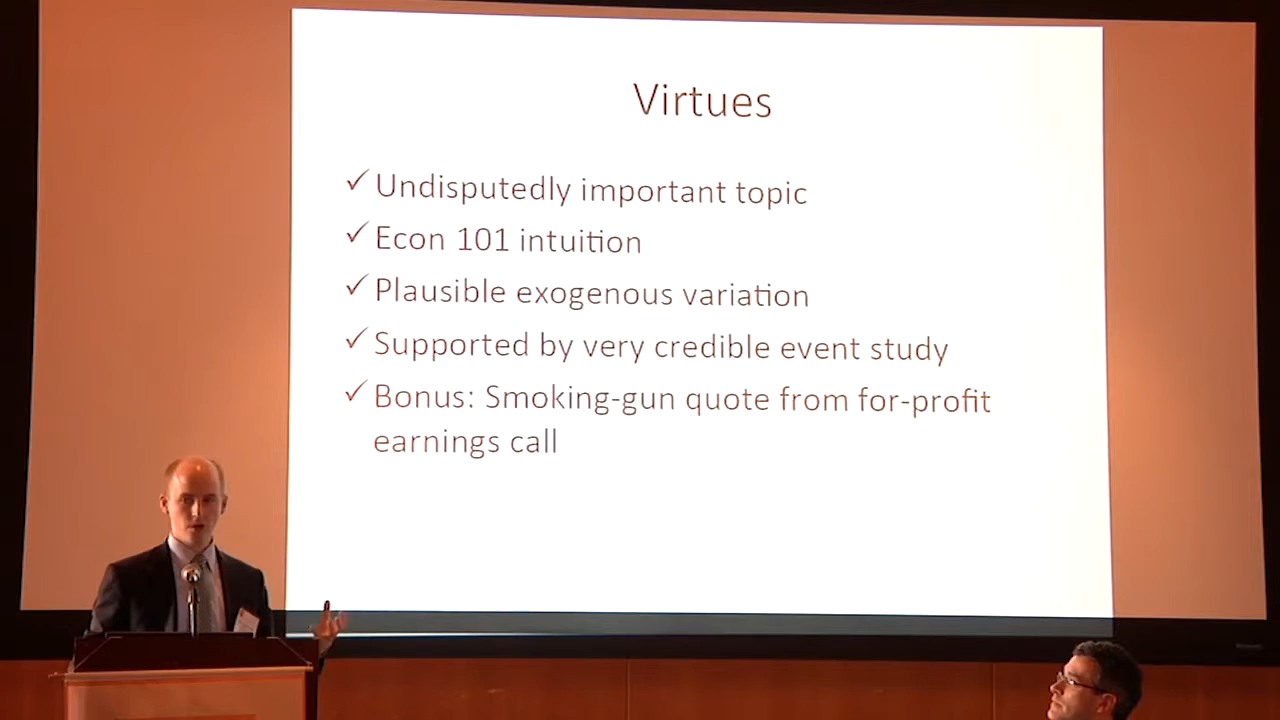 Virtues
✓ Undisputedly important topic
✓ Econ 101 intuition
✓ Plausible exogenous variation
✓ Supported by very credible event study
✓ Bonus: Smoking-gun quote from for-profit
earnings call